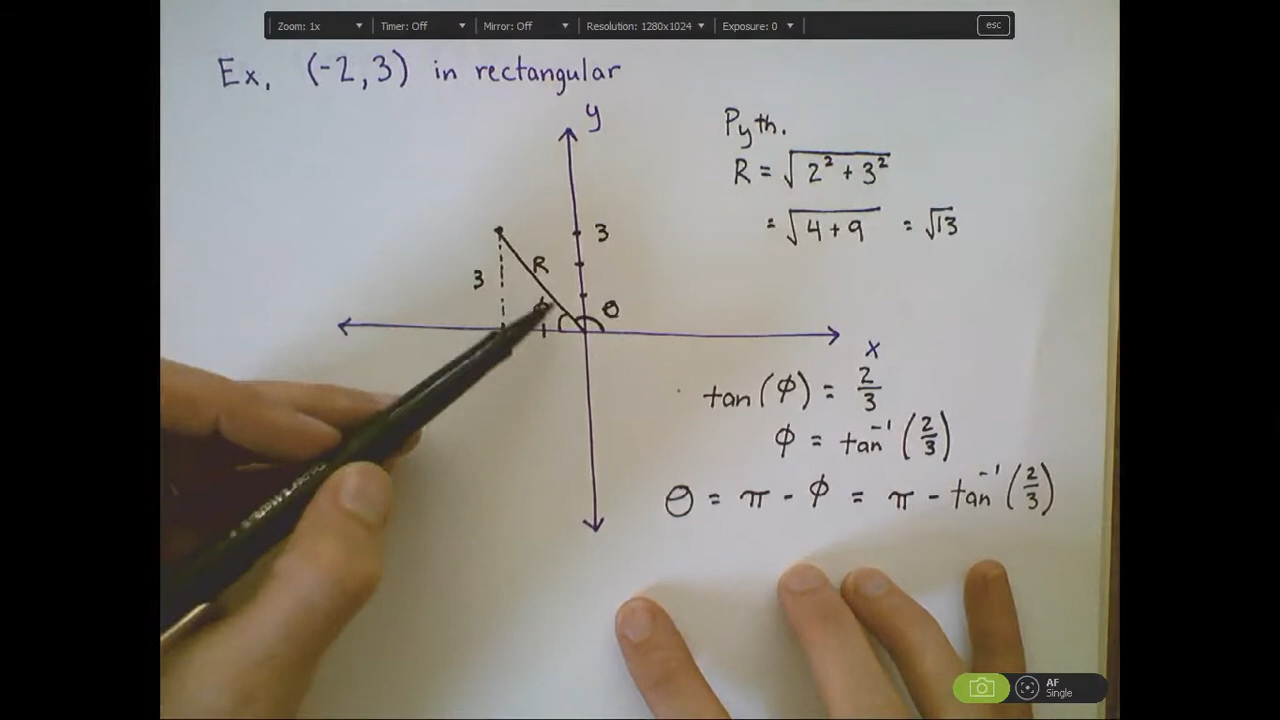 Zoom: 1x Timer: Off Mirror: Off Resolution: 1280x1024 Exposure: 0 esc
Ex. (-2,3) in rectangular
y
Pyth.
R = √(2² + 3²)
= √(4+9) = √13
3
R
3
θ
x
tan(ϕ) = 2/3
ϕ = tan⁻¹(2/3)
θ = π - ϕ = π - tan⁻¹(2/3)
AF
Single